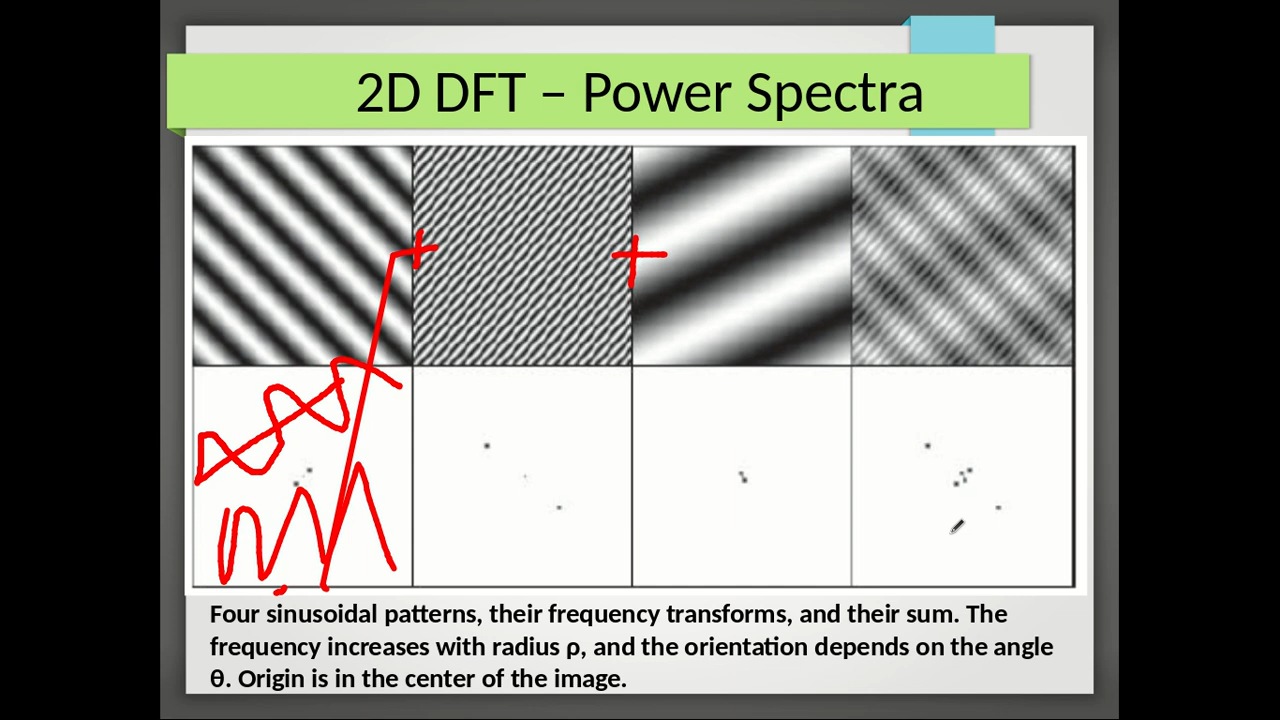 2D DFT – Power Spectra
Four sinusoidal patterns, their frequency transforms, and their sum. The
frequency increases with radius ρ, and the orientation depends on the angle
θ. Origin is in the center of the image.